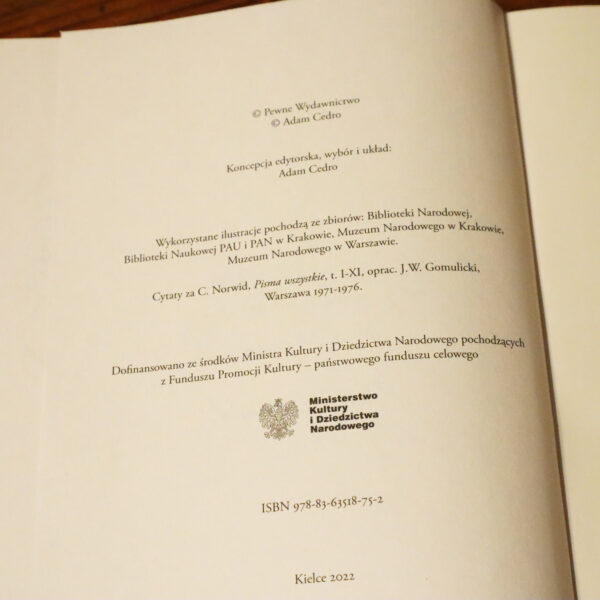 © Pewne Wydawnictwo
© Adam Cedro
Koncepcja edytorska, wybór i układ:
Adam Cedro
Wykorzystane ilustracje pochodzą ze zbiorów: Biblioteki Narodowej,
Biblioteki Naukowej PAU i PAN w Krakowie, Muzeum Narodowego w Krakowie,
Muzeum Narodowego w Warszawie.
Cytaty za C. Norwid, Pisma wszystkie, t. I-XI, oprac. J.W. Gomulicki,
Warszawa 1971-1976.
Dofinansowano ze środków Ministra Kultury i Dziedzictwa Narodowego pochodzących
z Funduszu Promocji Kultury – państwowego funduszu celowego
Ministerstwo
Kultury
i Dziedzictwa
Narodowego
ISBN 978-83-63518-75-2
Kielce 2022